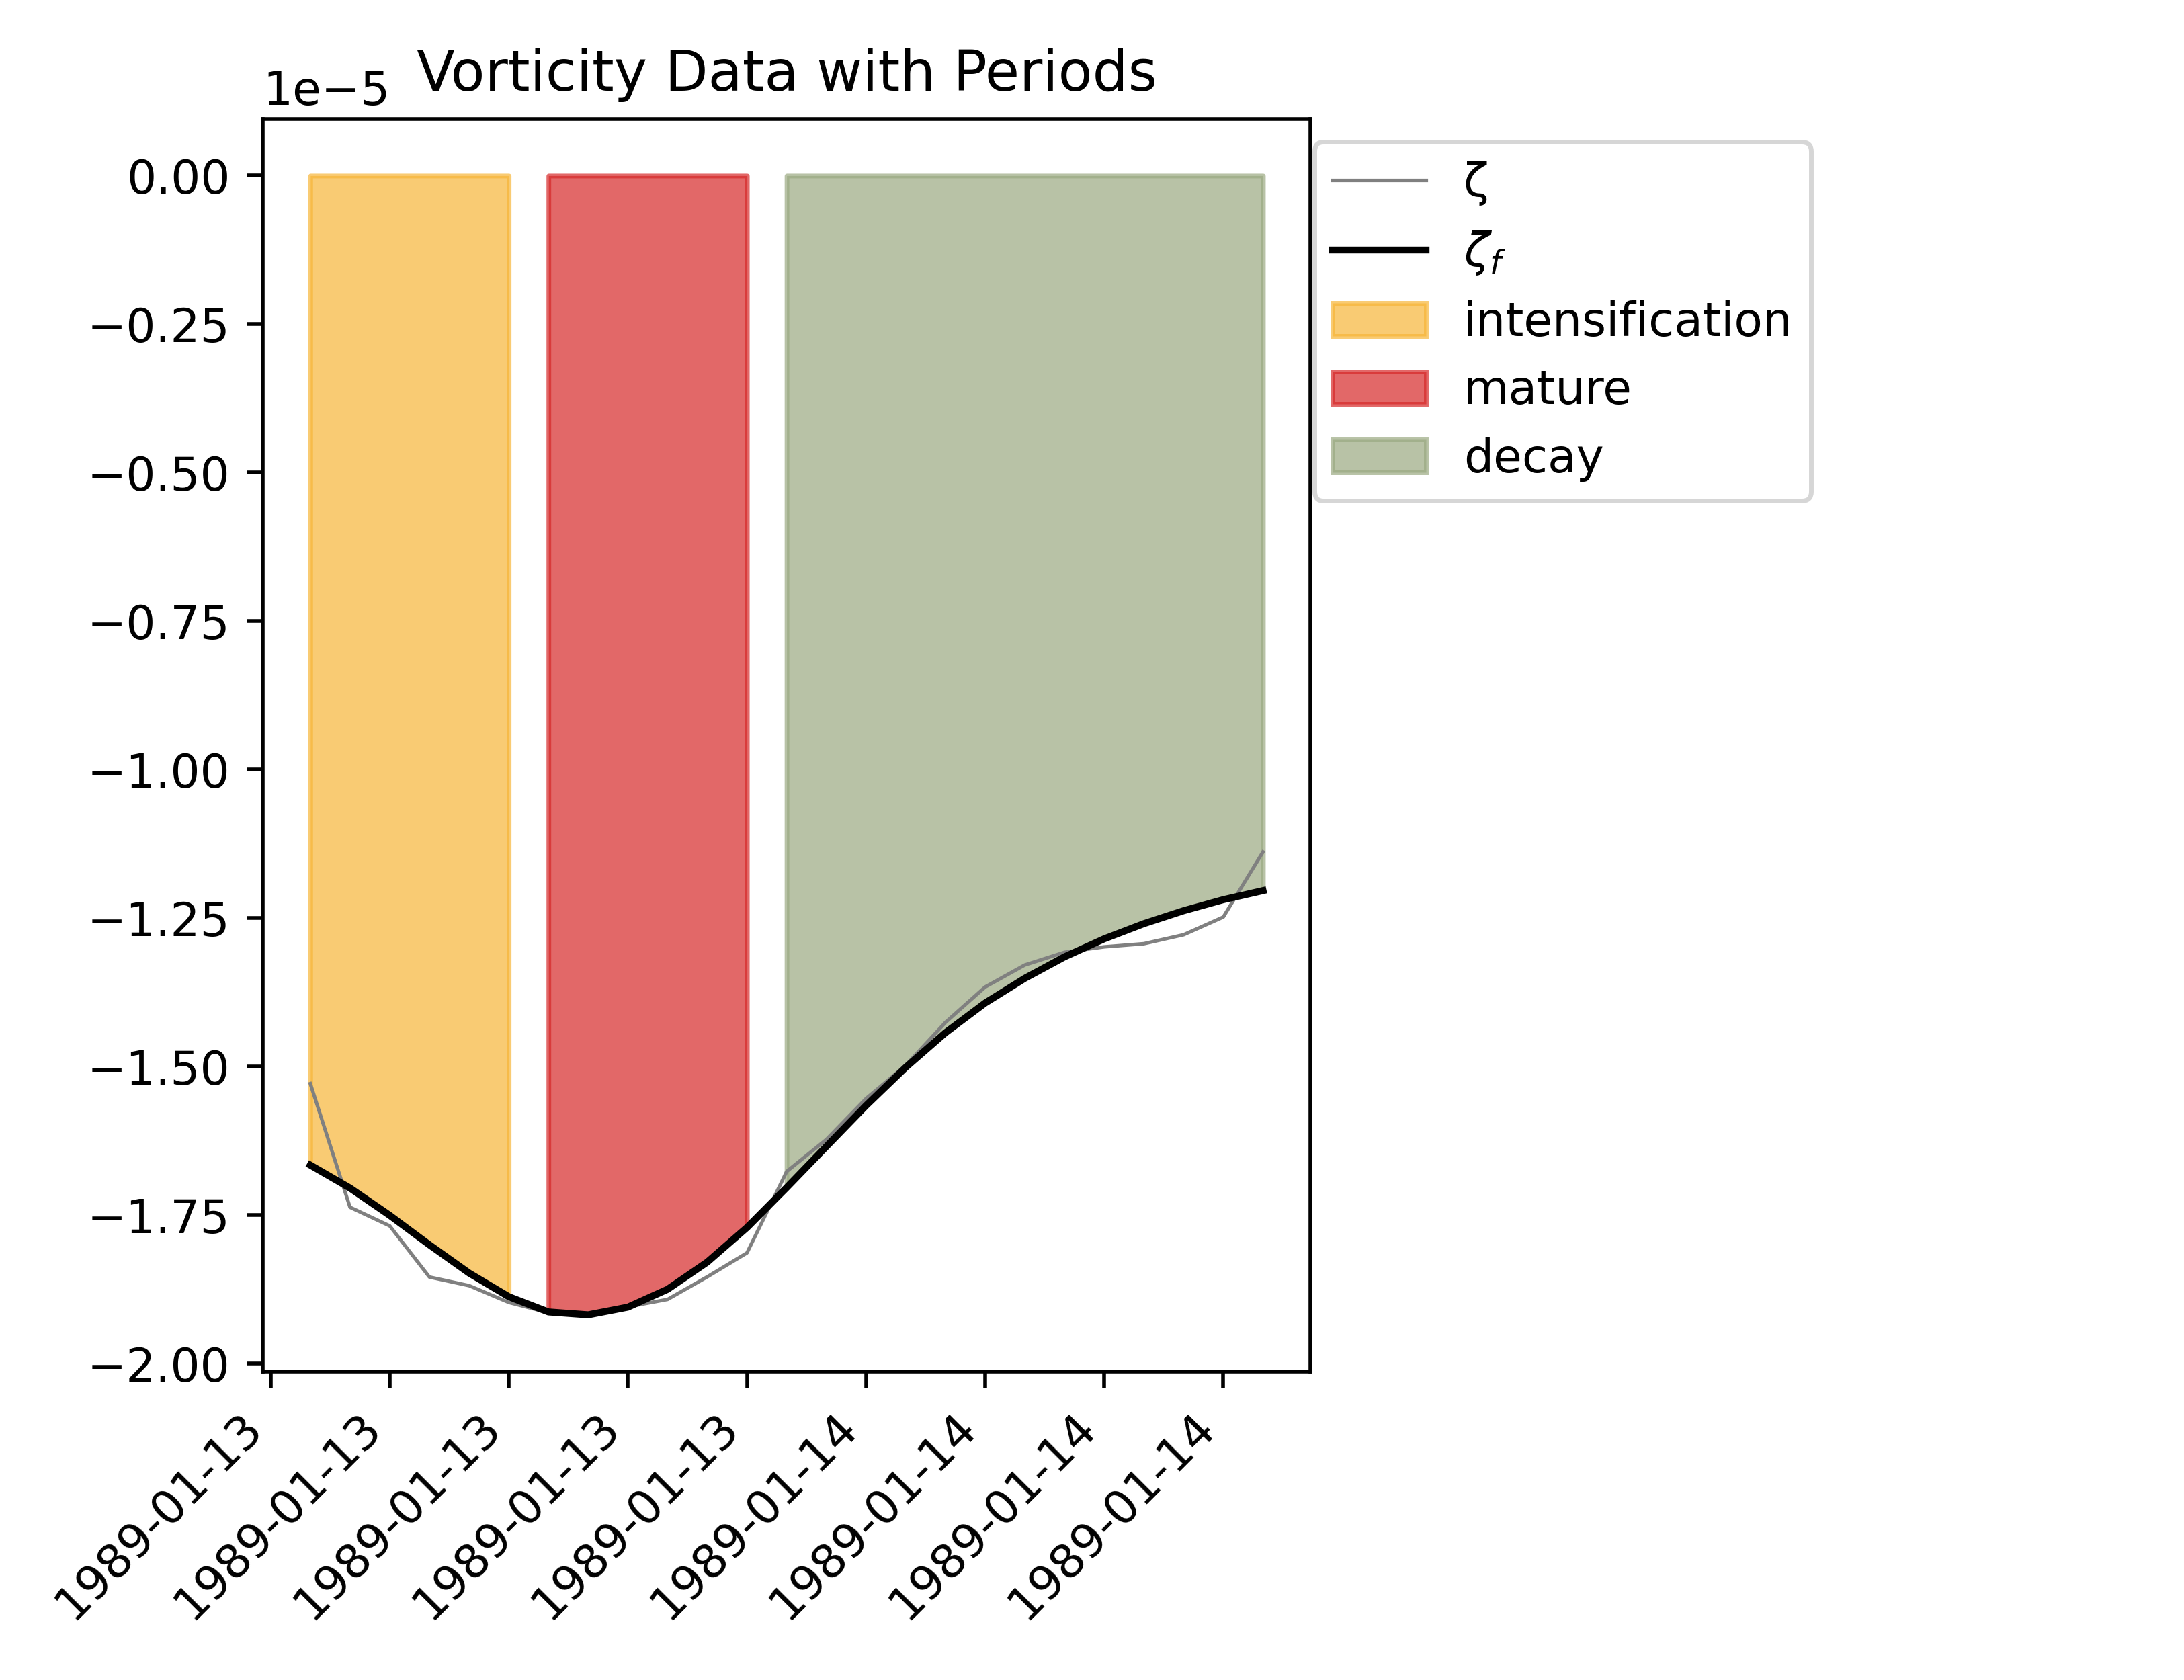 Vorticity Data with Periods
1e−5
0.00
−0.25
−0.50
−0.75
−1.00
−1.25
−1.50
−1.75
−2.00
1989-01-13
1989-01-13
1989-01-13
1989-01-13
1989-01-13
1989-01-14
1989-01-14
1989-01-14
1989-01-14
ζ
ζf
intensification
mature
decay